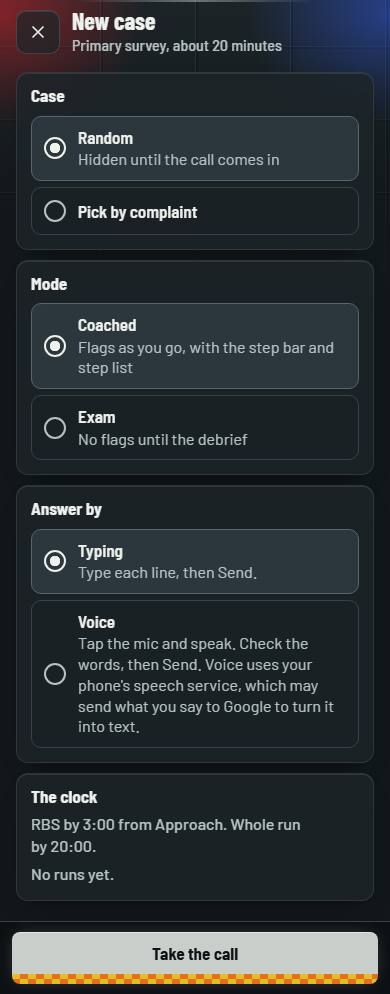 New case
Primary survey, about 20 minutes
Case
Random
Hidden until the call comes in
Pick by complaint
Mode
Coached
Flags as you go, with the step bar and
step list
Exam
No flags until the debrief
Answer by
Typing
Type each line, then Send.
Voice
Tap the mic and speak. Check the
words, then Send. Voice uses your
phone's speech service, which may
send what you say to Google to turn it
into text.
The clock
RBS by 3:00 from Approach. Whole run
by 20:00.
No runs yet.
Take the call